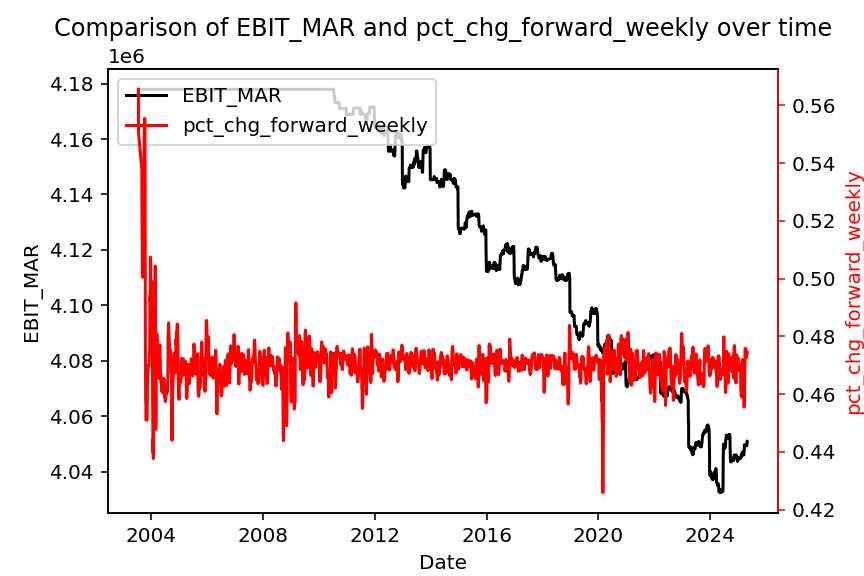 Comparison of EBIT_MAR and pct_chg_forward_weekly over time
1e6
EBIT_MAR
pct_chg_forward_weekly
4.18
4.16
4.14
4.12
4.10
4.08
4.06
4.04
EBIT_MAR
0.56
0.54
0.52
0.50
0.48
0.46
0.44
0.42
pct_chg_forward_weekly
2004 2008 2012 2016 2020 2024
Date